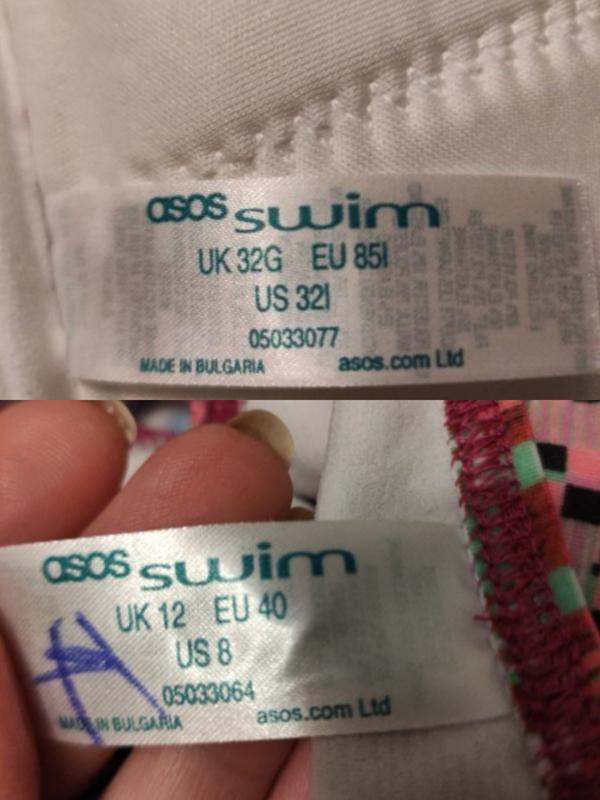 asos swim
UK 32G EU 85I
US 32I
05033077
MADE IN BULGARIA asos.com Ltd
asos swim
UK 12 EU 40
US 8
05033064
MADE IN BULGARIA asos.com Ltd